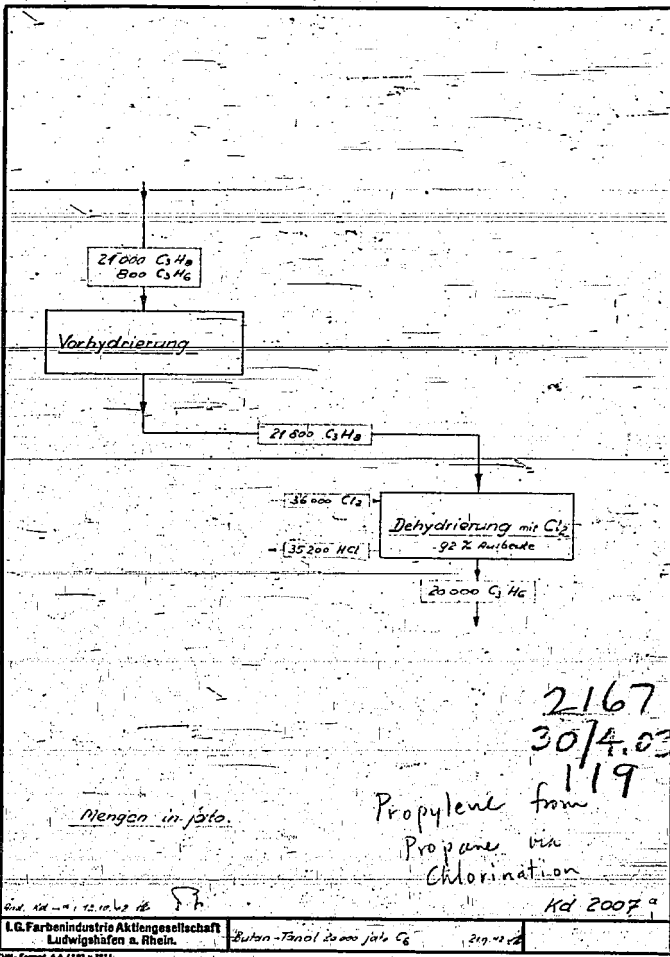 21000 C₃H₈
800 C₃H₆
Vorhydrierung
21800 C₃H₈
36000 Cl₂
Dehydrierung mit Cl₂
92 % Ausbeute
35200 HCl
20000 C₃H₆
2167
30/4.03
119
Mengen in jato.
Propylene from
Propane via
Chlorination
Kd 2007 a
I.G. Farbenindustrie Aktiengesellschaft
Ludwigshafen a. Rhein.
Butan-Tanol 20000 jato C₆